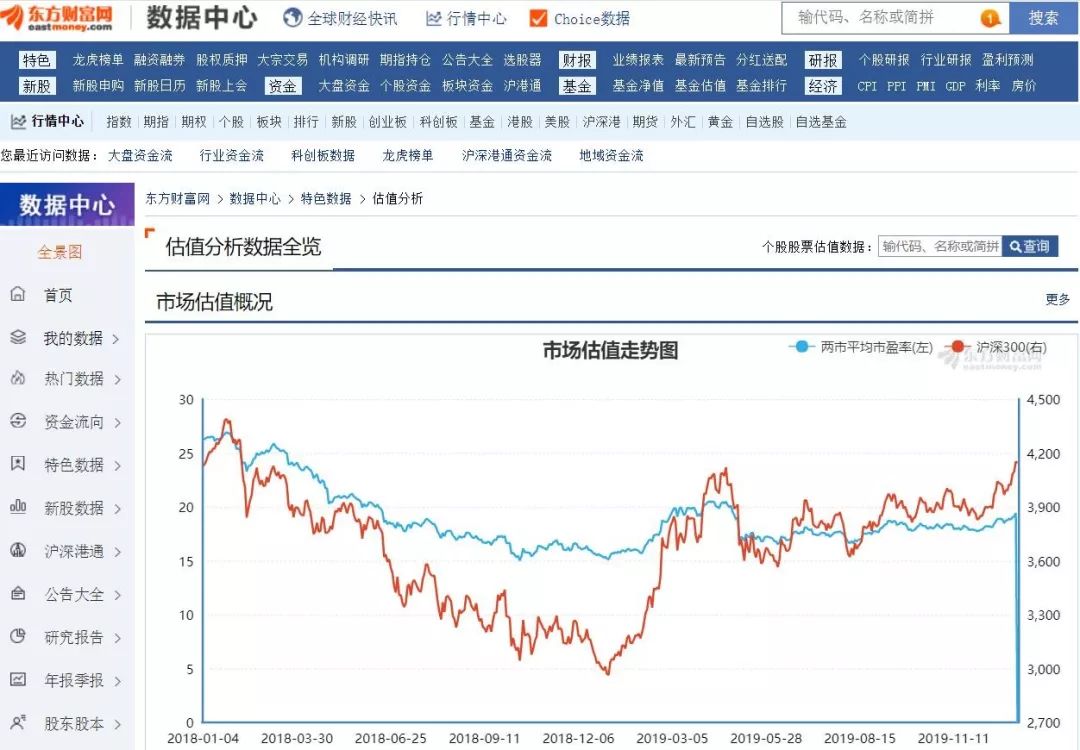 东方财富网 eastmoney.com 数据中心 全球财经快讯 行情中心 Choice数据 输代码、名称或简拼 1 搜索
特色 龙虎榜单 融资融券 股权质押 大宗交易 机构调研 期指持仓 公告大全 选股器 财报 业绩报表 最新预告 分红送配 研报 个股研报 行业研报 盈利预测
新股 新股申购 新股日历 新股上会 资金 大盘资金 个股资金 板块资金 沪港通 基金 基金净值 基金估值 基金排行 经济 CPI PPI PMI GDP 利率 房价
行情中心 指数 期指 期权 个股 板块 排行 新股 创业板 科创板 基金 港股 美股 沪深港 期货 外汇 黄金 自选股 自选基金
您最近访问数据： 大盘资金流 行业资金流 科创板数据 龙虎榜单 沪深港通资金流 地域资金流
数据中心
东方财富网 > 数据中心 > 特色数据 > 估值分析
全景图
首页
我的数据 >
热门数据 >
资金流向 >
特色数据 >
新股数据 >
沪深港通 >
公告大全 >
研究报告 >
年报季报 >
股东股本 >
估值分析数据全览
个股股票估值数据： 输代码、名称或简拼 查询
市场估值概况 更多
市场估值走势图
两市平均市盈率(左) 沪深300(右)
东方财富网
eastmoney.com
30 4,500
25 4,200
20 3,900
15 3,600
10 3,300
5 3,000
0 2,700
2018-01-04 2018-03-30 2018-06-25 2018-09-11 2018-12-06 2019-03-05 2019-05-28 2019-08-15 2019-11-11